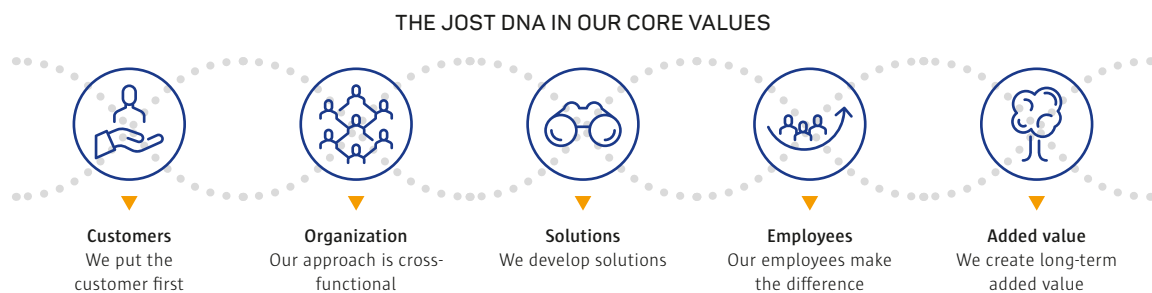 THE JOST DNA IN OUR CORE VALUES
Customers
We put the
customer first
Organization
Our approach is cross-
functional
Solutions
We develop solutions
Employees
Our employees make
the difference
Added value
We create long-term
added value